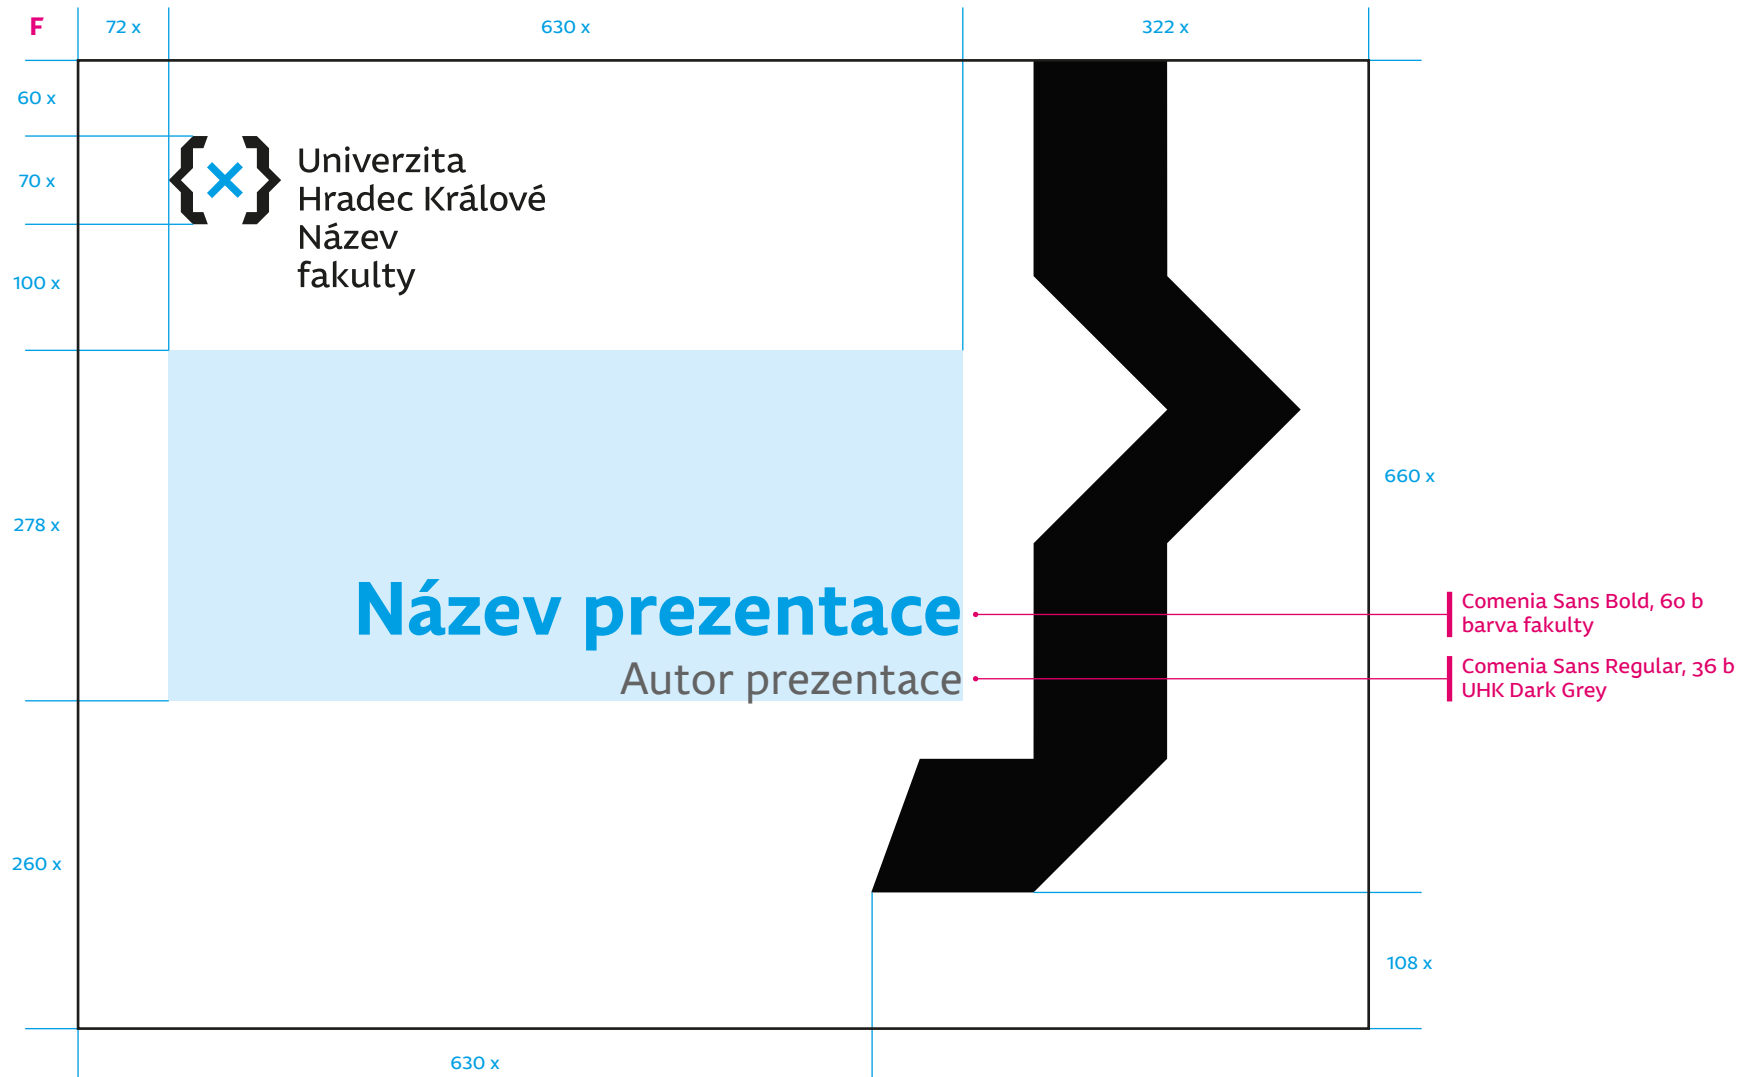 F
72 x
630 x
322 x
60 x
70 x
100 x
278 x
260 x
Univerzita
Hradec Králové
Název
fakulty
Název prezentace
Autor prezentace
660 x
Comenia Sans Bold, 60 b
barva fakulty
Comenia Sans Regular, 36 b
UHK Dark Grey
108 x
630 x